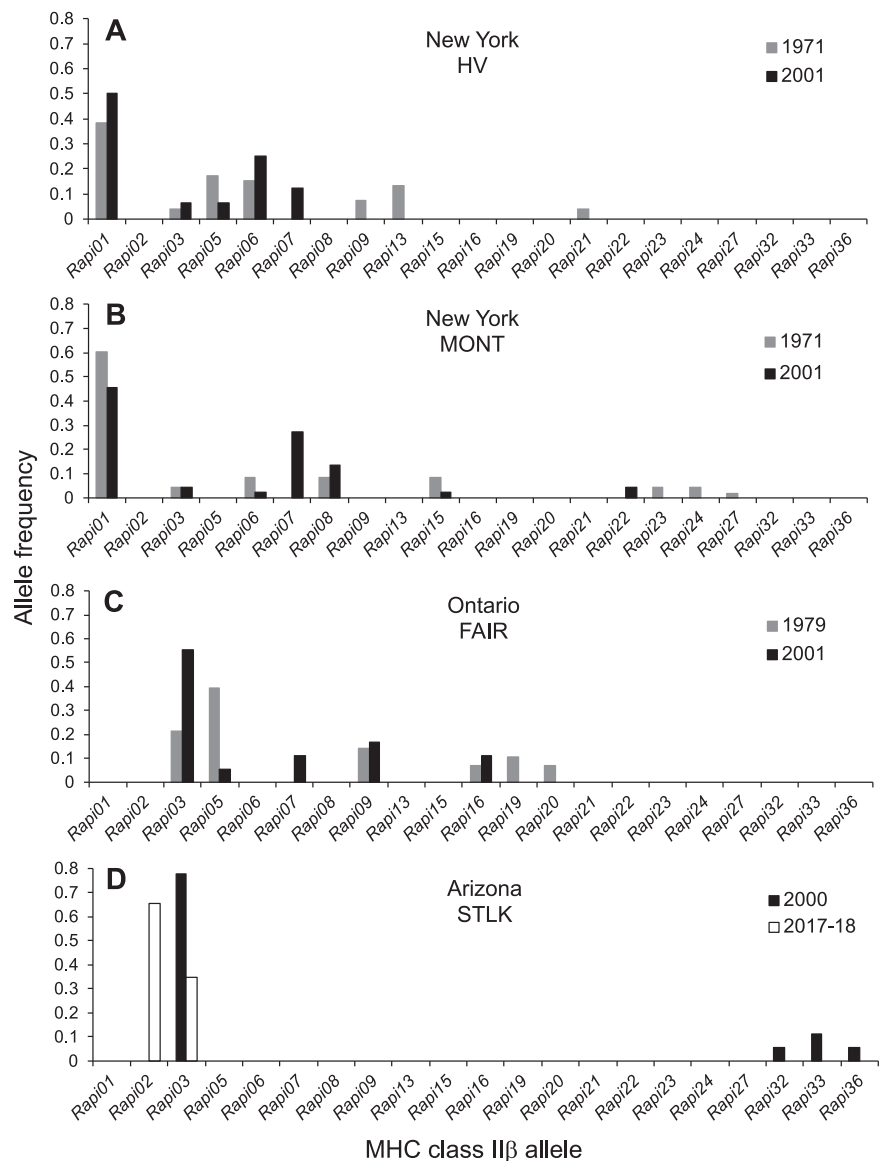 A
New York
HV
1971
2001
0.8
0.7
0.6
0.5
0.4
0.3
0.2
0.1
0
Rapi01 Rapi02 Rapi03 Rapi05 Rapi06 Rapi07 Rapi08 Rapi09 Rapi13 Rapi15 Rapi16 Rapi19 Rapi20 Rapi21 Rapi22 Rapi23 Rapi24 Rapi27 Rapi32 Rapi33 Rapi36
B
New York
MONT
1971
2001
0.8
0.7
0.6
0.5
0.4
0.3
0.2
0.1
0
Rapi01 Rapi02 Rapi03 Rapi05 Rapi06 Rapi07 Rapi08 Rapi09 Rapi13 Rapi15 Rapi16 Rapi19 Rapi20 Rapi21 Rapi22 Rapi23 Rapi24 Rapi27 Rapi32 Rapi33 Rapi36
Allele frequency
C
Ontario
FAIR
1979
2001
0.8
0.7
0.6
0.5
0.4
0.3
0.2
0.1
0
Rapi01 Rapi02 Rapi03 Rapi05 Rapi06 Rapi07 Rapi08 Rapi09 Rapi13 Rapi15 Rapi16 Rapi19 Rapi20 Rapi21 Rapi22 Rapi23 Rapi24 Rapi27 Rapi32 Rapi33 Rapi36
D
Arizona
STLK
2000
2017-18
0.8
0.7
0.6
0.5
0.4
0.3
0.2
0.1
0
Rapi01 Rapi02 Rapi03 Rapi05 Rapi06 Rapi07 Rapi08 Rapi09 Rapi13 Rapi15 Rapi16 Rapi19 Rapi20 Rapi21 Rapi22 Rapi23 Rapi24 Rapi27 Rapi32 Rapi33 Rapi36
MHC class IIβ allele